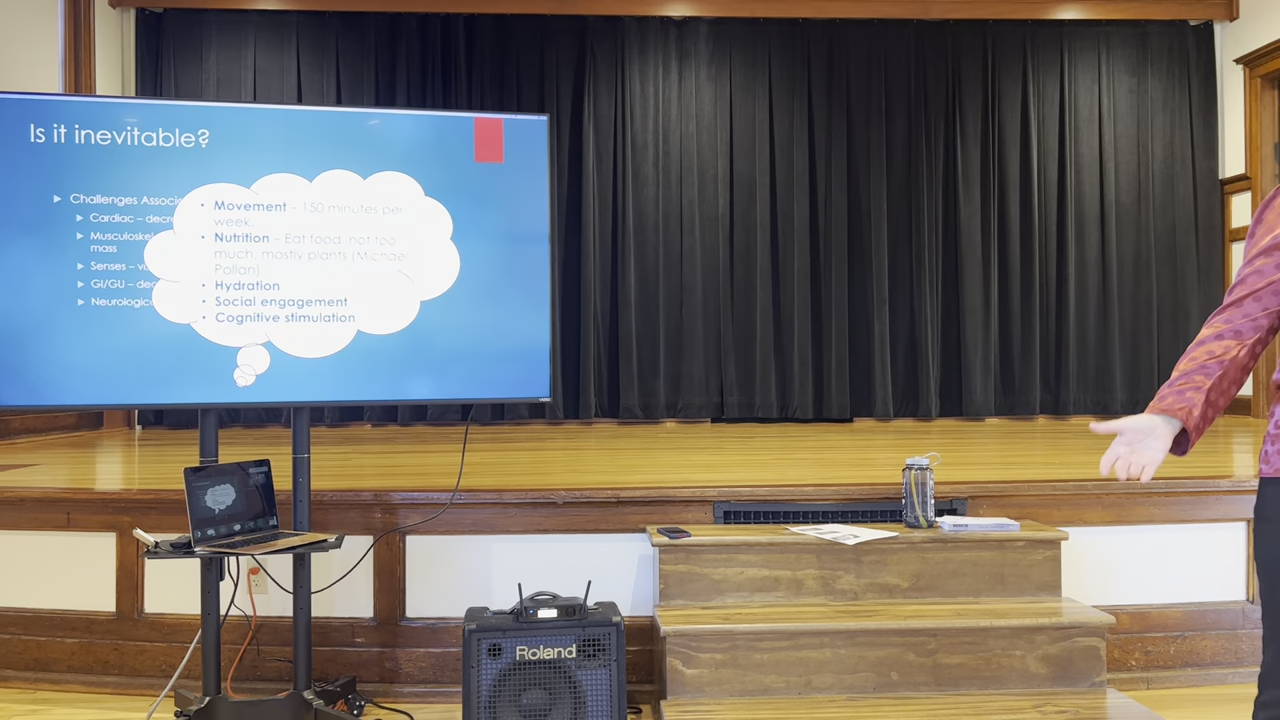 Is it inevitable?
Challenges Associ
Cardiac – decr
Musculoskel
mass
Senses – vi
GI/GU – dec
Neurologic
• Movement – 150 minutes per
week.
• Nutrition – Eat food, not too
much, mostly plants (Michael
Pollan)
• Hydration
• Social engagement
• Cognitive stimulation
Roland